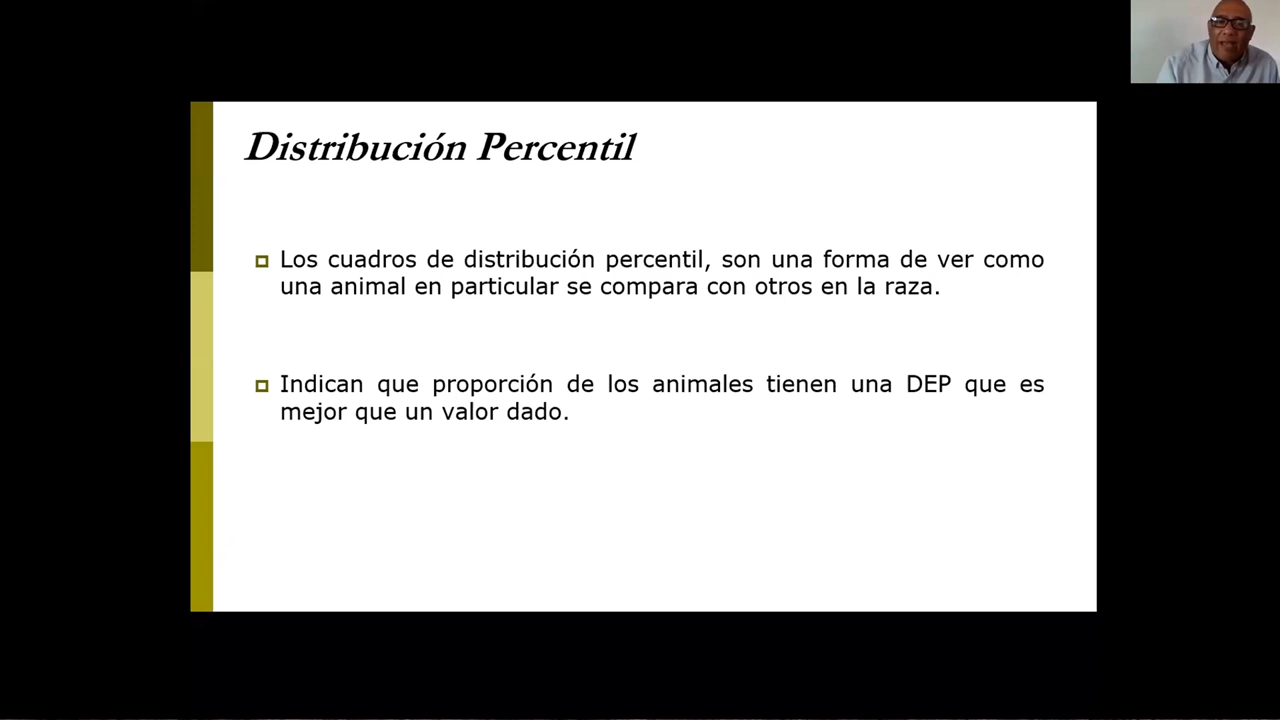 Distribución Percentil
Los cuadros de distribución percentil, son una forma de ver como
una animal en particular se compara con otros en la raza.
Indican que proporción de los animales tienen una DEP que es
mejor que un valor dado.